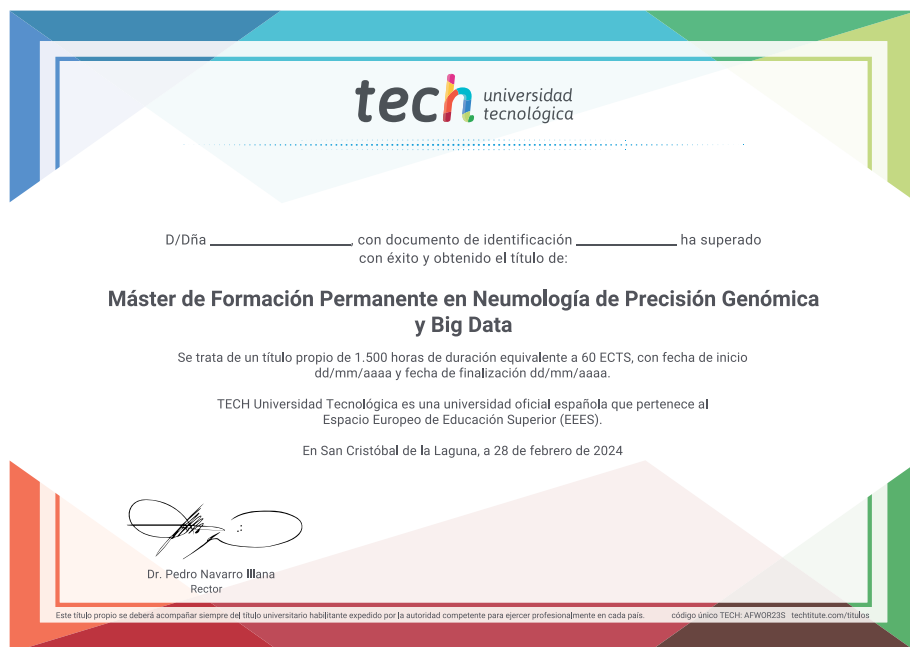 tech universidad
tecnológica
D/Dña ______________, con documento de identificación __________ ha superado
con éxito y obtenido el título de:
Máster de Formación Permanente en Neumología de Precisión Genómica
y Big Data
Se trata de un título propio de 1.500 horas de duración equivalente a 60 ECTS, con fecha de inicio
dd/mm/aaaa y fecha de finalización dd/mm/aaaa.
TECH Universidad Tecnológica es una universidad oficial española que pertenece al
Espacio Europeo de Educación Superior (EEES).
En San Cristóbal de la Laguna, a 28 de febrero de 2024
Dr. Pedro Navarro Illana
Rector
Este título propio se deberá acompañar siempre del título universitario habilitante expedido por la autoridad competente para ejercer profesionalmente en cada país. código único TECH: AFWOR23S techtitute.com/titulos